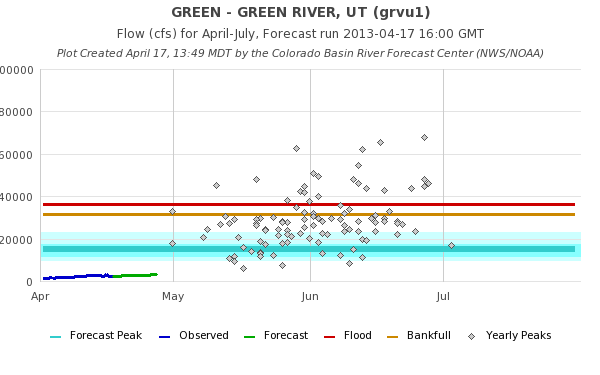 GREEN - GREEN RIVER, UT (grvu1)
Flow (cfs) for April-July, Forecast run 2013-04-17 16:00 GMT
Plot Created April 17, 13:49 MDT by the Colorado Basin River Forecast Center (NWS/NOAA)
00000
80000
60000
40000
20000
0
Apr May Jun Jul
Forecast Peak Observed Forecast Flood Bankfull Yearly Peaks